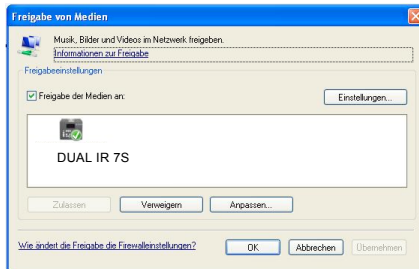 Freigabe von Medien
Musik, Bilder und Videos im Netzwerk freigeben.
Informationen zur Freigabe
Freigabeeinstellungen
Freigabe der Medien an:
Einstellungen...
DUAL IR 7S
Zulassen
Verweigern
Anpassen...
Wie ändert die Freigabe die Firewalleinstellungen?
OK
Abbrechen
Übernehmen